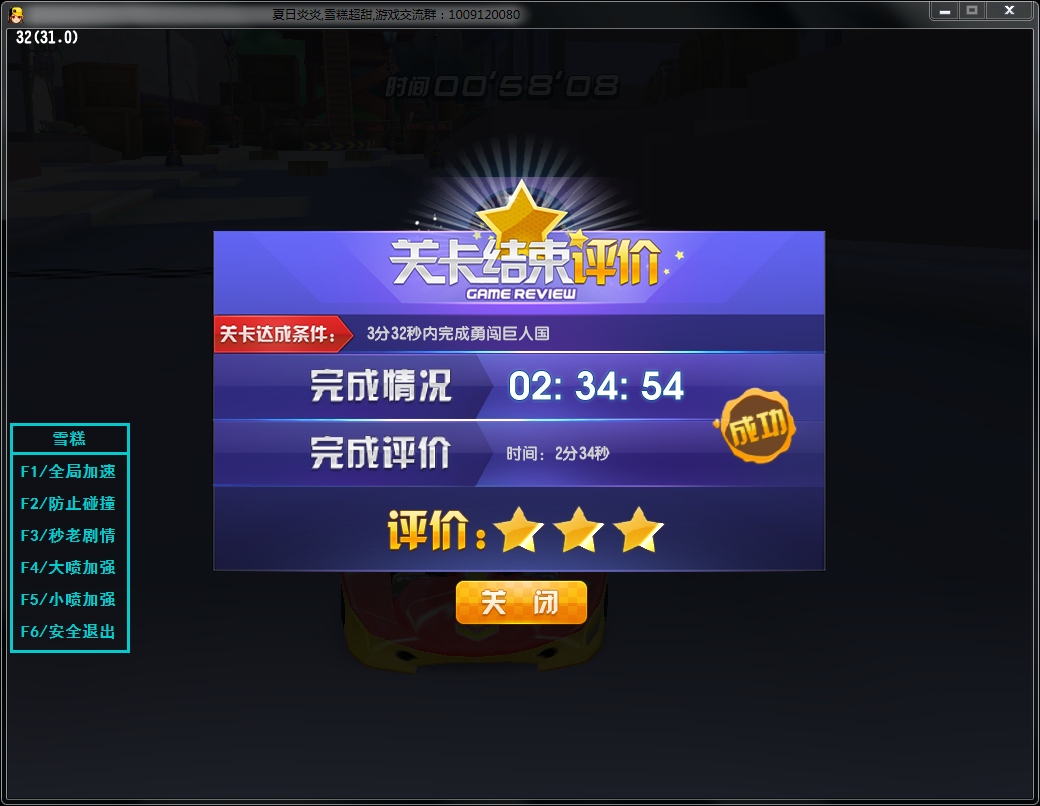 夏日炎炎,雪糕超甜,游戏交流群：1009120080
32(31.0)
时间00'58'08
关卡结束评价
GAME REVIEW
关卡达成条件：
3分32秒内完成勇闯巨人国
完成情况
02: 34: 54
成功
完成评价
时间：2分34秒
评价：
关 闭
雪糕
F1/全局加速
F2/防止碰撞
F3/秒老剧情
F4/大喷加强
F5/小喷加强
F6/安全退出